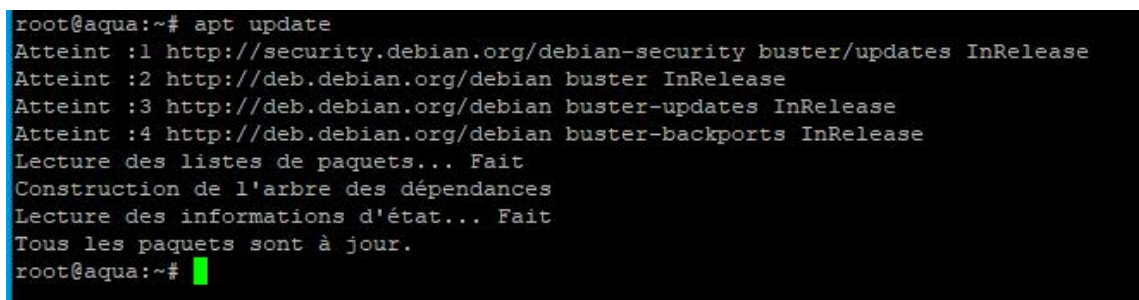 root@aqua:~# apt update
Atteint :1 http://security.debian.org/debian-security buster/updates InRelease
Atteint :2 http://deb.debian.org/debian buster InRelease
Atteint :3 http://deb.debian.org/debian buster-updates InRelease
Atteint :4 http://deb.debian.org/debian buster-backports InRelease
Lecture des listes de paquets... Fait
Construction de l'arbre des dépendances
Lecture des informations d'état... Fait
Tous les paquets sont à jour.
root@aqua:~#